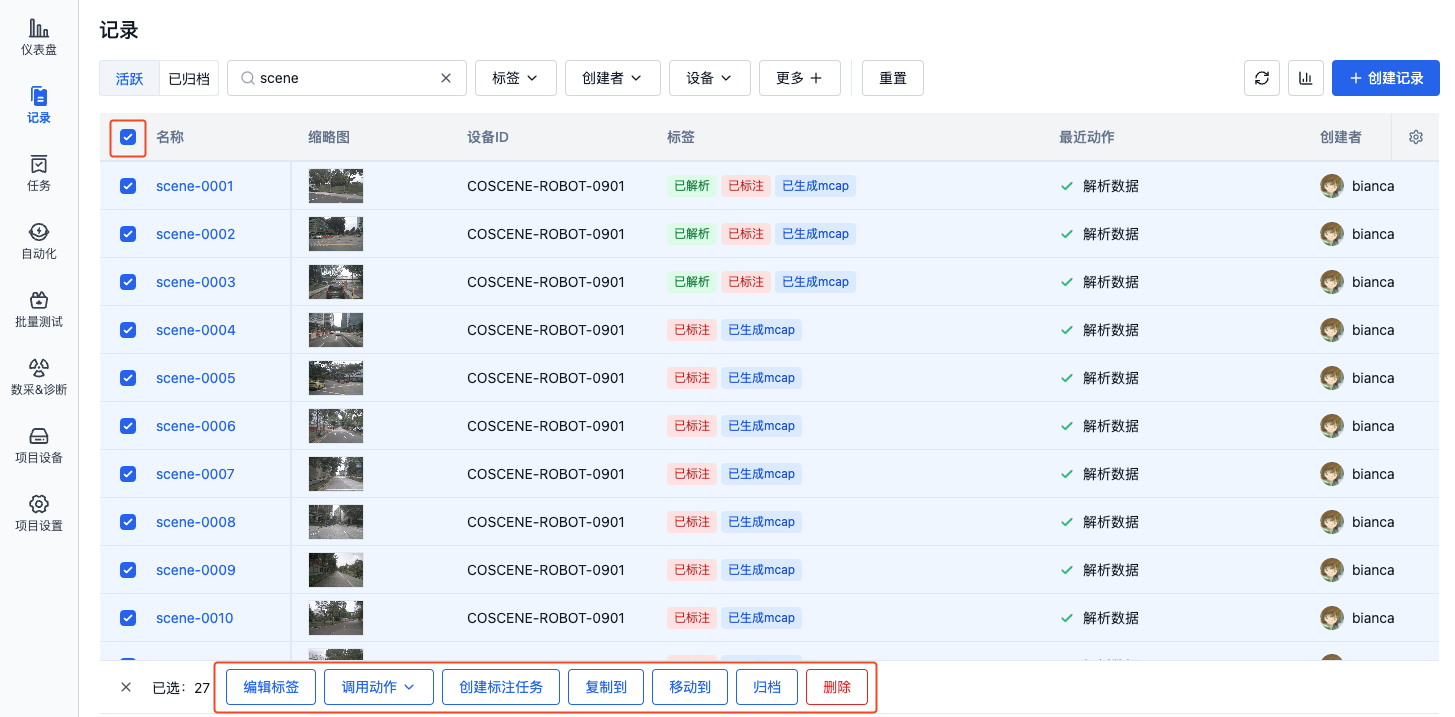 仪表盘
记录
任务
自动化
批量测试
数采&诊断
项目设备
项目设置
记录
活跃 已归档 scene 标签 创建者 设备 更多 重置 创建记录
名称 缩略图 设备ID 标签 最近动作 创建者
scene-0001 COSCENE-ROBOT-0901 已解析 已标注 已生成mcap 解析数据 bianca
scene-0002 COSCENE-ROBOT-0901 已解析 已标注 已生成mcap 解析数据 bianca
scene-0003 COSCENE-ROBOT-0901 已解析 已标注 已生成mcap 解析数据 bianca
scene-0004 COSCENE-ROBOT-0901 已标注 已生成mcap 解析数据 bianca
scene-0005 COSCENE-ROBOT-0901 已标注 已生成mcap 解析数据 bianca
scene-0006 COSCENE-ROBOT-0901 已标注 已生成mcap 解析数据 bianca
scene-0007 COSCENE-ROBOT-0901 已标注 已生成mcap 解析数据 bianca
scene-0008 COSCENE-ROBOT-0901 已标注 已生成mcap 解析数据 bianca
scene-0009 COSCENE-ROBOT-0901 已标注 已生成mcap 解析数据 bianca
scene-0010 COSCENE-ROBOT-0901 已标注 已生成mcap 解析数据 bianca
已选：27 编辑标签 调用动作 创建标注任务 复制到 移动到 归档 删除